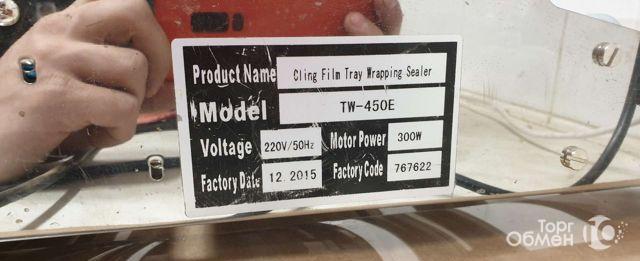 Product Name Cling Film Tray Wrapping Sealer
Model TW-450E
Voltage 220V/50Hz Motor Power 300W
Factory Date 12.2015 Factory Code 767622
Торг
Обмен